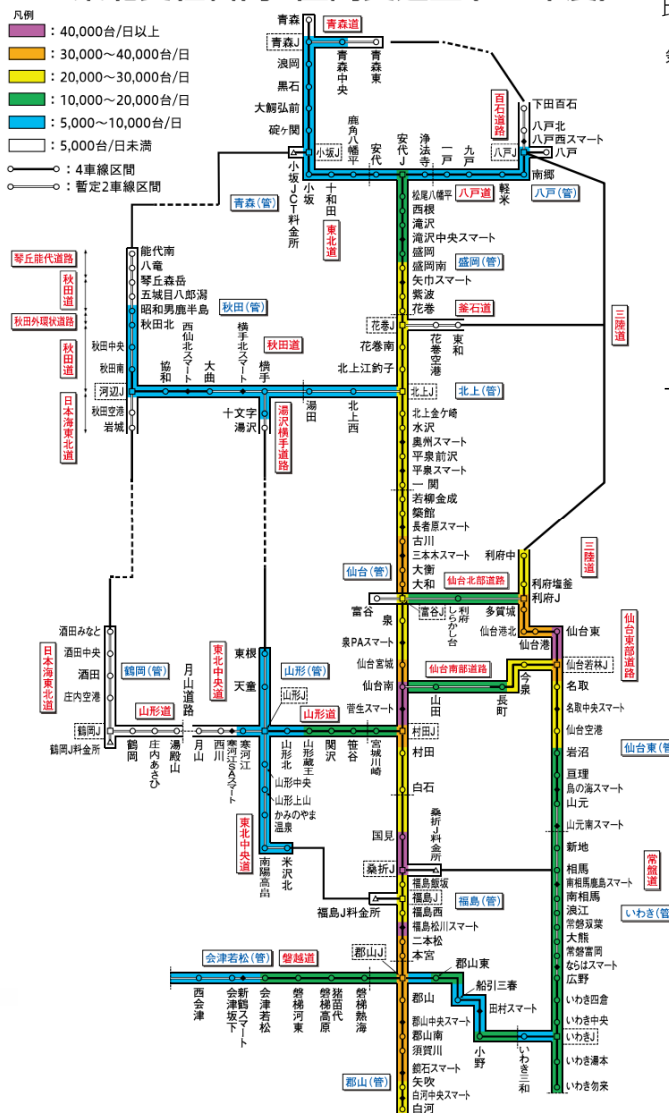 凡例
：40,000台/日以上
：30,000～40,000台/日
：20,000～30,000台/日
：10,000～20,000台/日
：5,000～10,000台/日
：5,000台/日未満
：4車線区間
：暫定2車線区間
青森
青森J
青森道
浪岡
黒石
大鰐弘前
碇ヶ関
青森中央
青森東
小坂J
小坂JCT料金所
小坂
十和田
鹿角八幡平
安代
安代J
浄法寺
一戸
九戸
軽米
南郷
八戸J
八戸
八戸西スマート
八戸北
下田百石
百石道路
青森(管)
東北道
八戸道
八戸(管)
松尾八幡平
西根
滝沢
滝沢中央スマート
盛岡
盛岡南
矢巾スマート
紫波
花巻
盛岡(管)
釜石道
花巻J
花巻空港
東和
三陸道
花巻南
北上江釣子
北上J
北上(管)
琴丘能代道路
秋田道
秋田外環状道路
秋田道
日本海東北道
能代南
八竜
琴丘森岳
五城目八郎潟
昭和男鹿半島
秋田北
秋田中央
秋田南
河辺J
秋田空港
岩城
秋田(管)
秋田道
協和
西仙北スマート
大曲
横手北スマート
横手
湯田
北上西
十文字
湯沢
湯沢横手道路
北上金ケ崎
水沢
奥州スマート
平泉前沢
平泉スマート
一関
若柳金成
築館
長者原スマート
古川
三本木スマート
大衡
大和
仙台(管)
仙台北部道路
富谷
富谷J
利府しらかし台
利府中
利府塩釜
利府J
三陸道
多賀城
仙台港北
仙台港
仙台東
仙台東部道路
仙台若林J
泉
泉PAスマート
仙台宮城
仙台南
仙台南部道路
山田
長町
今泉
菅生スマート
村田J
村田
白石
国見
桑折J
桑折J料金所
名取
名取中央スマート
仙台空港
岩沼
仙台東(管)
亘理
鳥の海スマート
山元
山元南スマート
新地
相馬
南相馬鹿島スマート
南相馬
浪江
常磐双葉
大熊
常磐富岡
ならはスマート
広野
いわき四倉
いわき中央
いわきJ
いわき湯本
いわき勿来
常磐道
いわき(管
日本海東北道
酒田みなと
酒田中央
酒田
庄内空港
鶴岡J
鶴岡J料金所
鶴岡(管)
山形道
月山道路
鶴岡
庄内あさひ
湯殿山
月山
西川
寒河江SAスマート
寒河江
東北中央道
東根
天童
山形(管)
山形J
山形道
山形北
山形蔵王
関沢
笹谷
宮城川崎
山形中央
山形上山
かみのやま温泉
南陽高畠
米沢北
東北中央道
福島J料金所
福島飯坂
福島J
福島西
福島松川スマート
二本松
本宮
福島(管)
会津若松(管)
磐越道
郡山J
西会津
会津坂下
新鶴スマート
会津若松
磐梯河東
猪苗代磐梯高原
磐梯熱海
郡山東
船引三春
田村スマート
小野
いわき三和
郡山
郡山中央スマート
郡山南
須賀川
鏡石スマート
矢吹
白河中央スマート
白河
郡山(管)